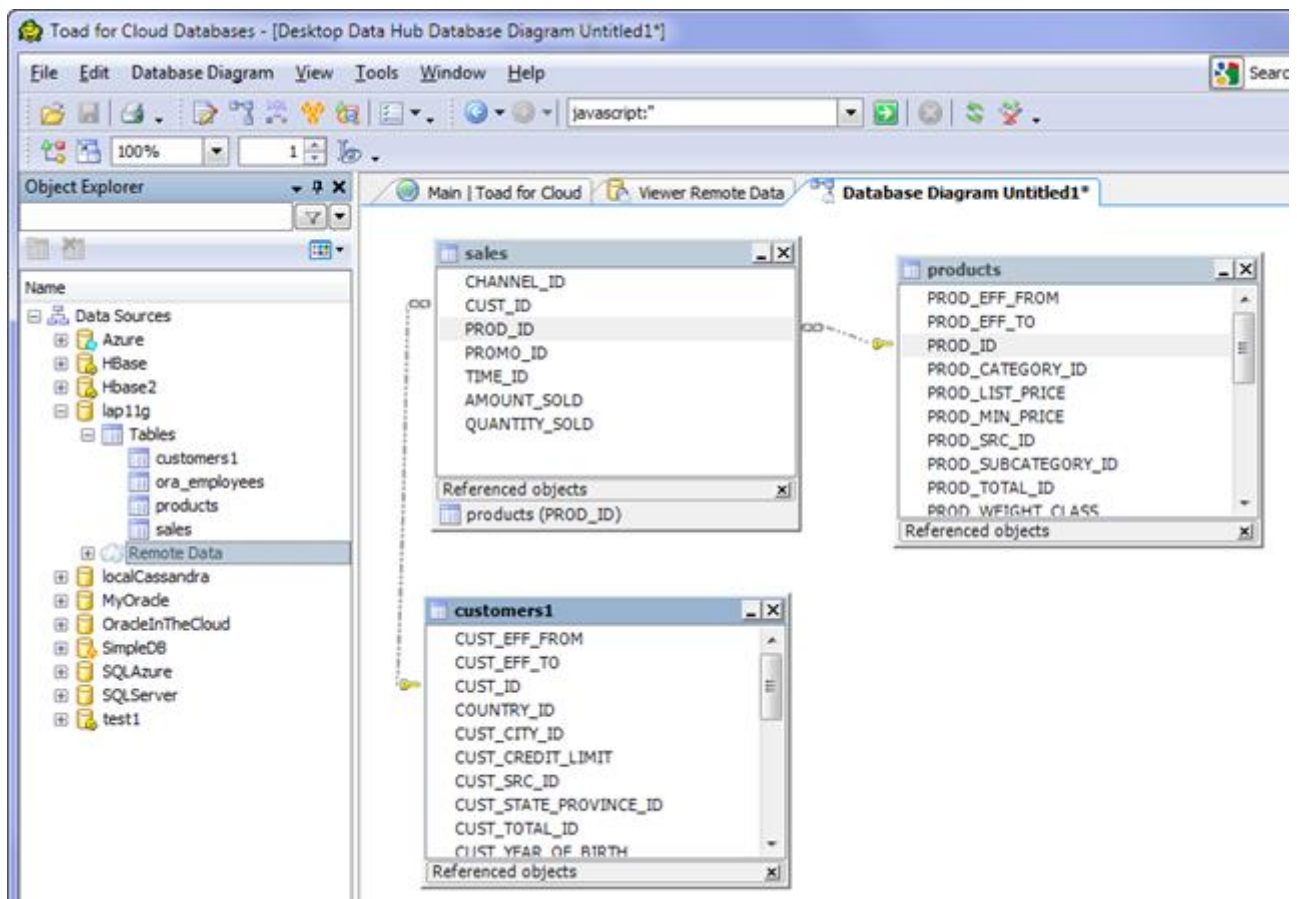 Toad for Cloud Databases - [Desktop Data Hub Database Diagram Untitled1*]
File Edit Database Diagram View Tools Window Help
Searc
javascript:"
100% 1
Object Explorer
Main | Toad for Cloud Viewer Remote Data Database Diagram Untitled1*
Name
Data Sources
Azure
HBase
Hbase2
lap11g
Tables
customers1
ora_employees
products
sales
Remote Data
localCassandra
MyOracle
OracleInTheCloud
SimpleDB
SQLAzure
SQLServer
test1
sales
CHANNEL_ID
CUST_ID
PROD_ID
PROMO_ID
TIME_ID
AMOUNT_SOLD
QUANTITY_SOLD
Referenced objects
products (PROD_ID)
products
PROD_EFF_FROM
PROD_EFF_TO
PROD_ID
PROD_CATEGORY_ID
PROD_LIST_PRICE
PROD_MIN_PRICE
PROD_SRC_ID
PROD_SUBCATEGORY_ID
PROD_TOTAL_ID
PROD_WEIGHT_CLASS
Referenced objects
customers1
CUST_EFF_FROM
CUST_EFF_TO
CUST_ID
COUNTRY_ID
CUST_CITY_ID
CUST_CREDIT_LIMIT
CUST_SRC_ID
CUST_STATE_PROVINCE_ID
CUST_TOTAL_ID
CUST_YEAR_OF_BIRTH
Referenced objects